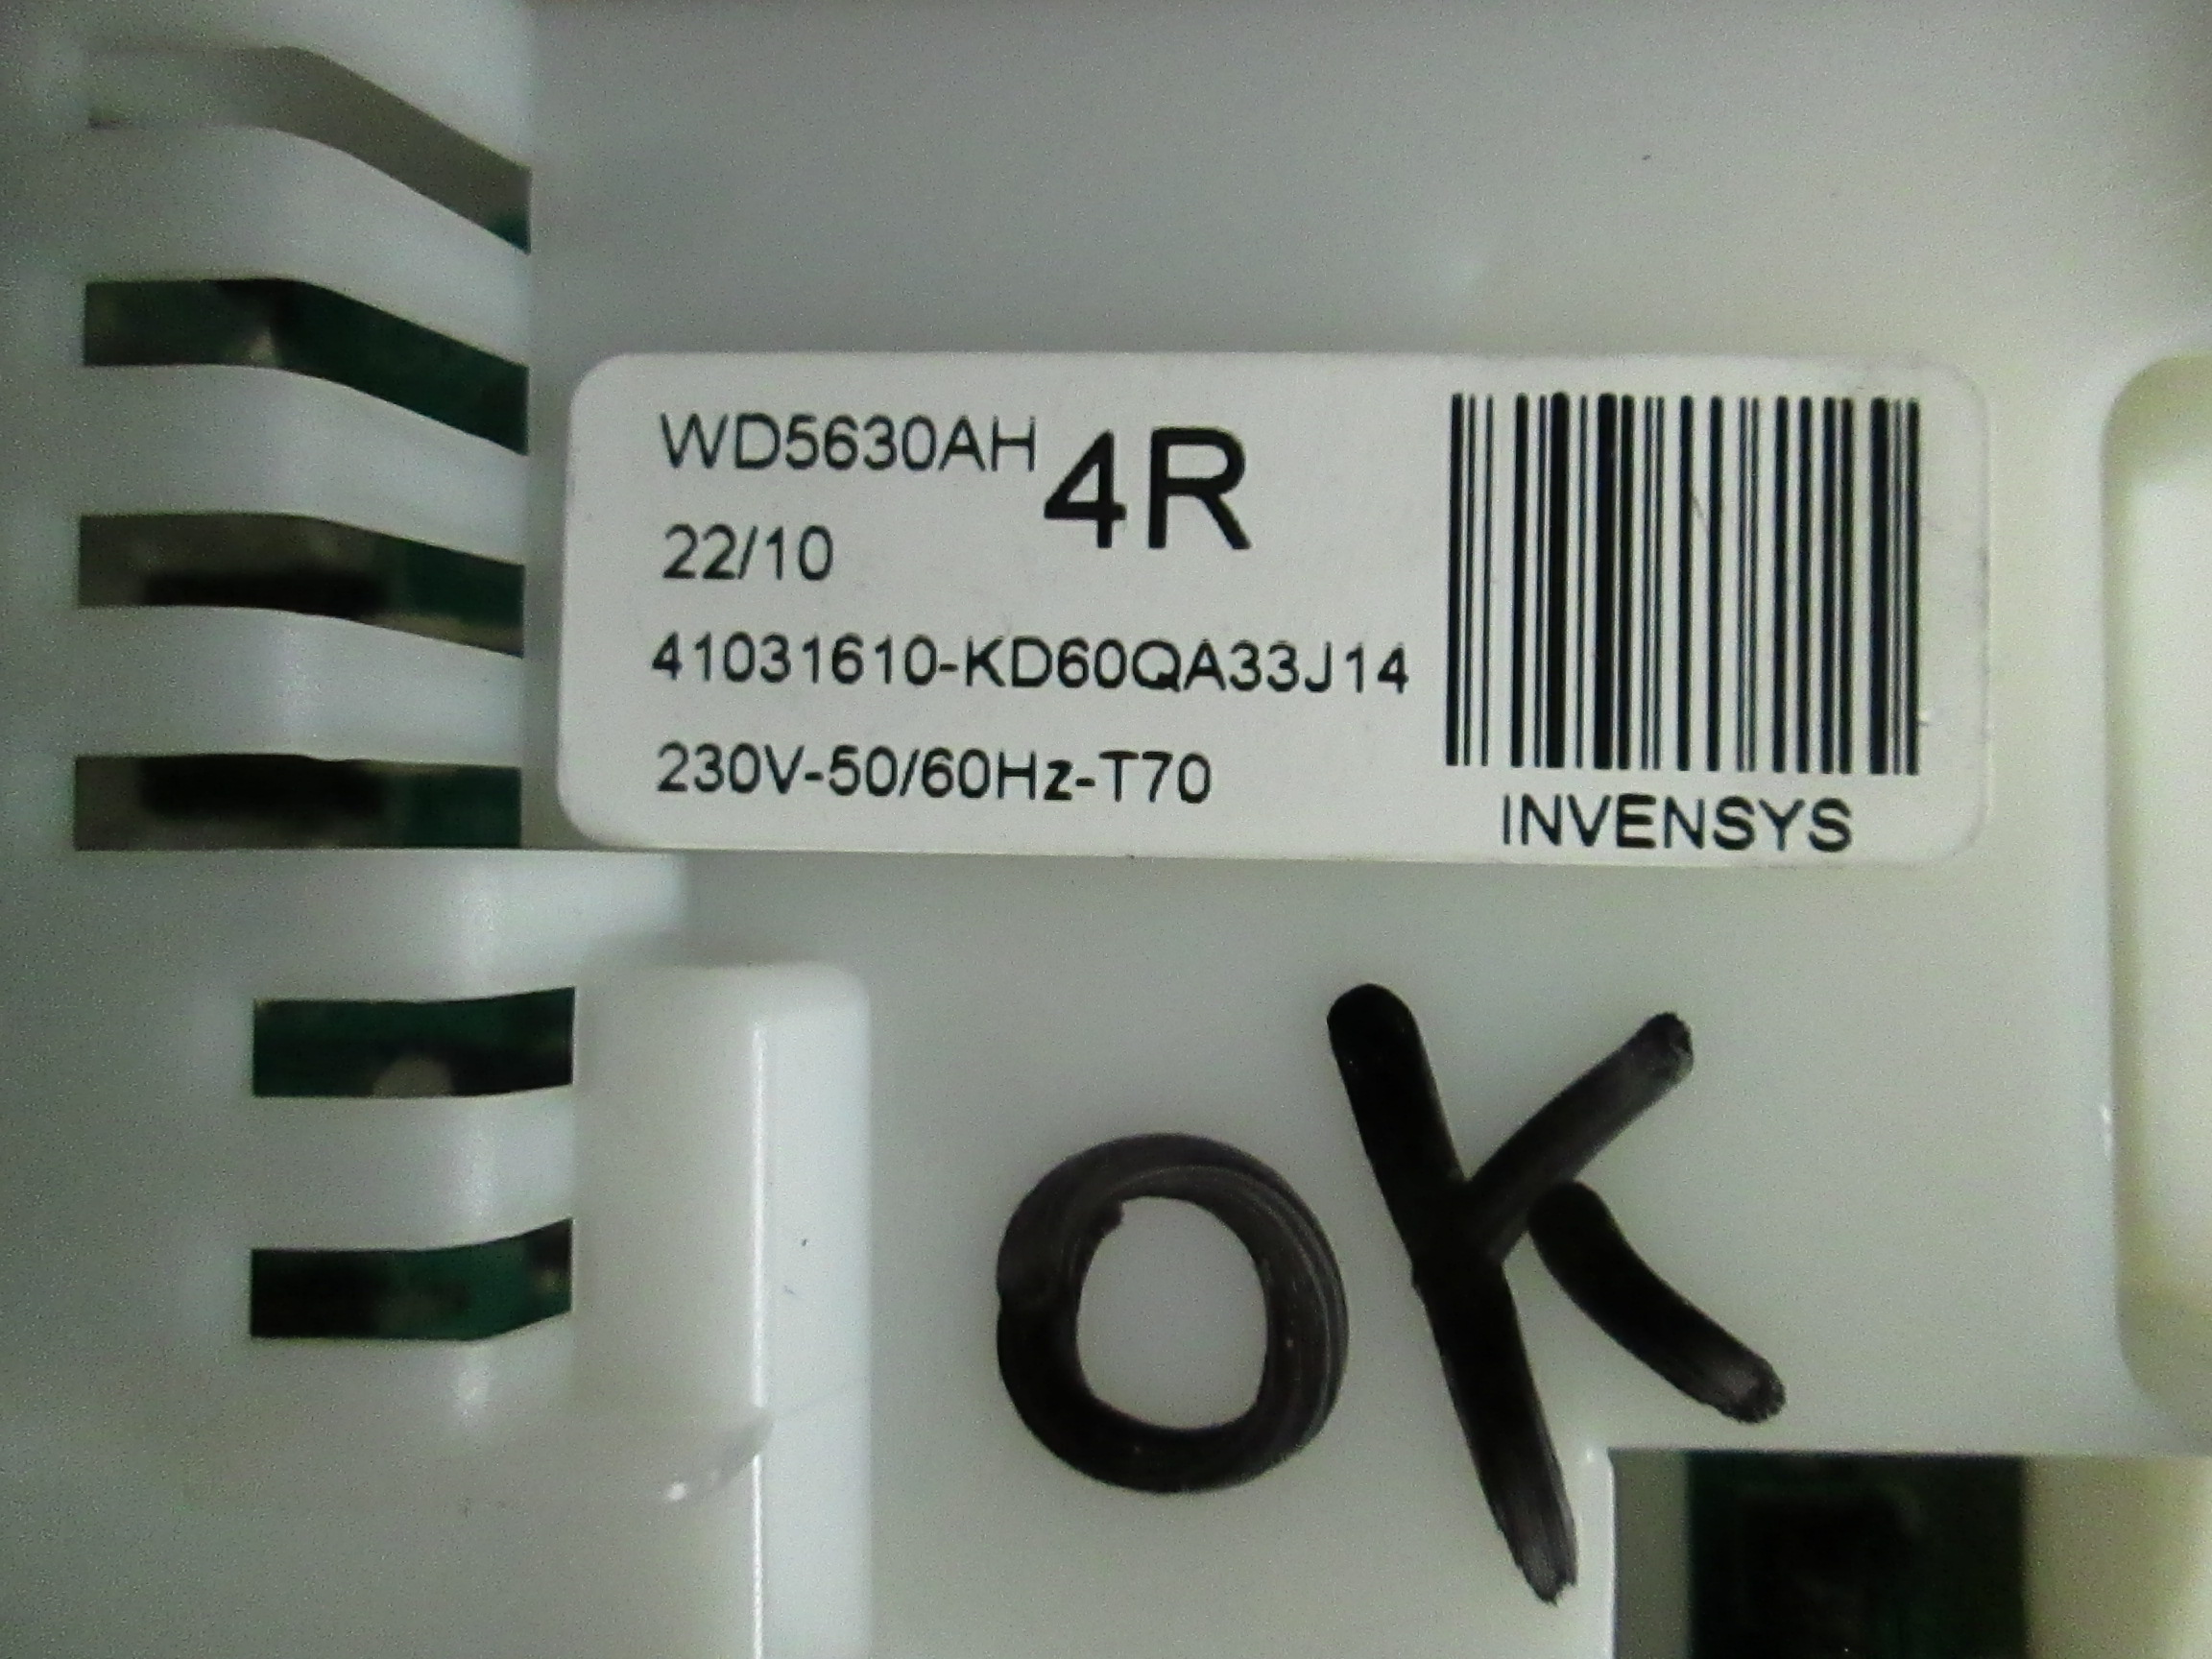 WD5630AH 4R
22/10
41031610-KD60QA33J14
230V-50/60Hz-T70
INVENSYS
OK